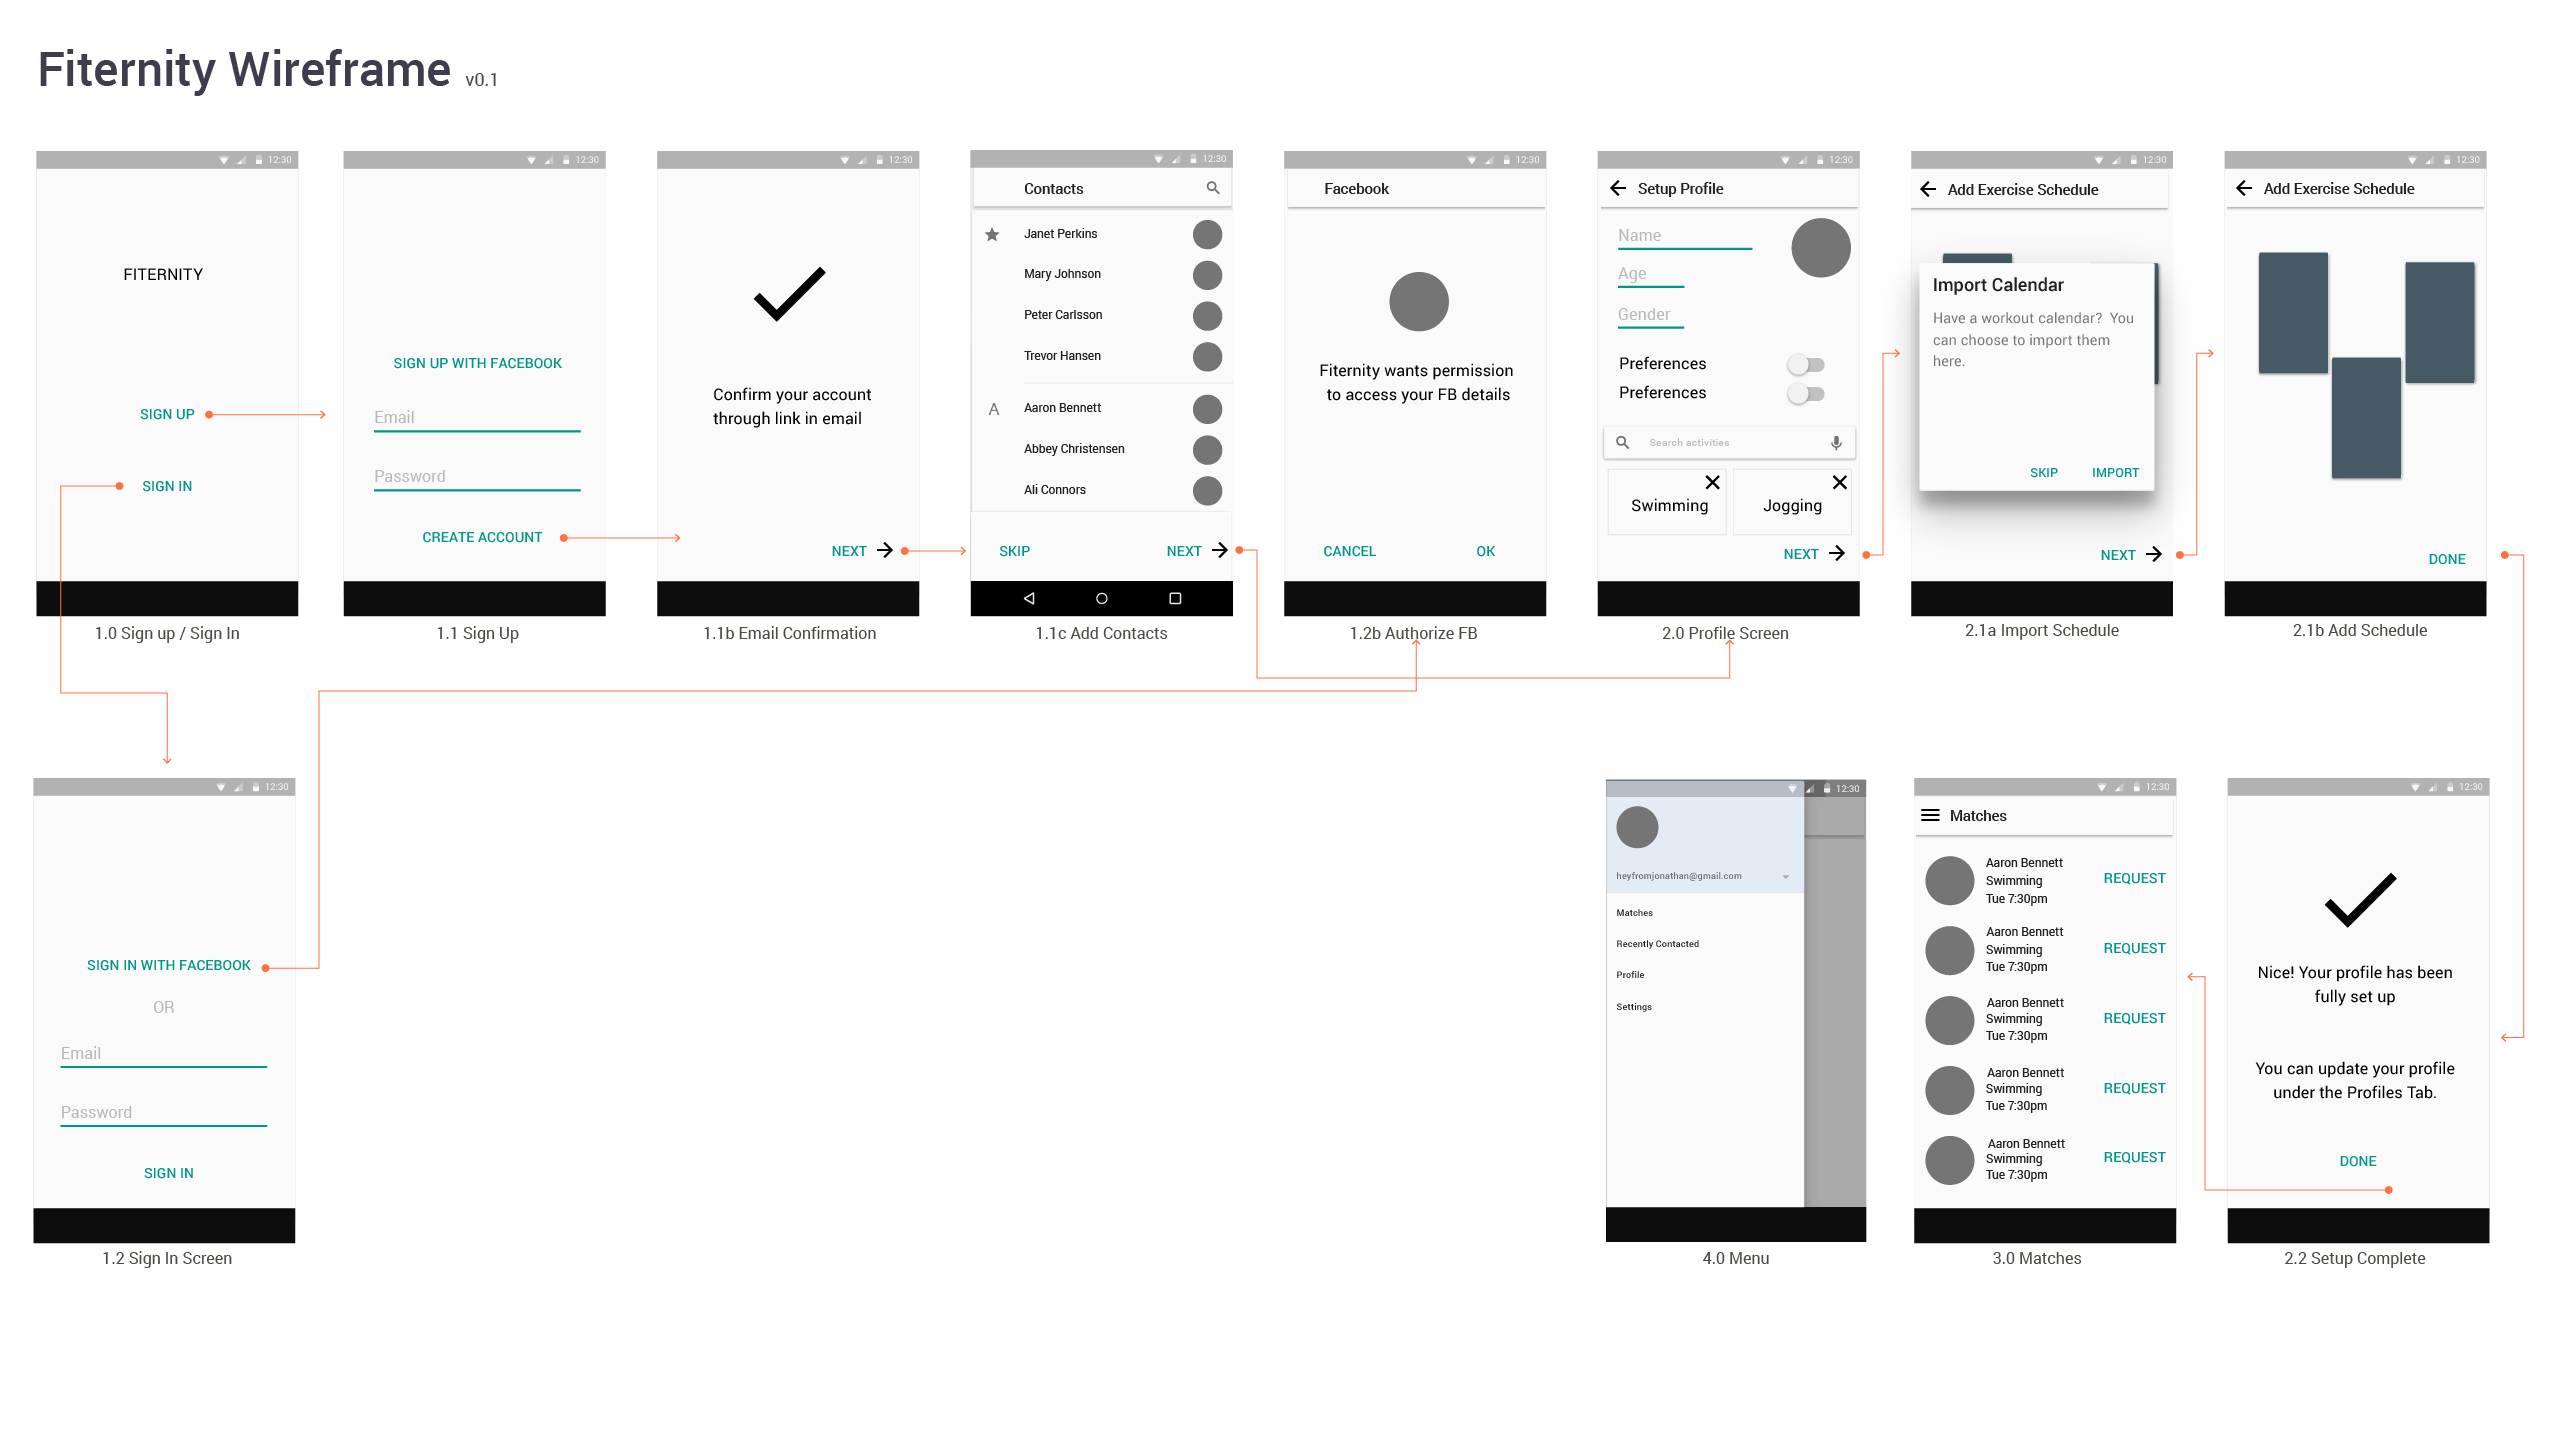 Fiternity Wireframe v0.1
12:30
FITERNITY
SIGN UP
SIGN IN
1.0 Sign up / Sign In
12:30
SIGN UP WITH FACEBOOK
Email
Password
CREATE ACCOUNT
1.1 Sign Up
12:30
Confirm your account
through link in email
NEXT
1.1b Email Confirmation
12:30
Contacts
Janet Perkins
Mary Johnson
Peter Carlsson
Trevor Hansen
A
Aaron Bennett
Abbey Christensen
Ali Connors
SKIP NEXT
1.1c Add Contacts
12:30
Facebook
Fiternity wants permission
to access your FB details
CANCEL OK
1.2b Authorize FB
12:30
Setup Profile
Name
Age
Gender
Preferences
Preferences
Search activities
Swimming Jogging
NEXT
2.0 Profile Screen
12:30
Add Exercise Schedule
Import Calendar
Have a workout calendar? You
can choose to import them
here.
SKIP IMPORT
NEXT
2.1a Import Schedule
12:30
Add Exercise Schedule
DONE
2.1b Add Schedule
12:30
SIGN IN WITH FACEBOOK
OR
Email
Password
SIGN IN
1.2 Sign In Screen
12:30
heyfromjonathan@gmail.com
Matches
Recently Contacted
Profile
Settings
4.0 Menu
12:30
Matches
Aaron Bennett
Swimming
Tue 7:30pm
REQUEST
Aaron Bennett
Swimming
Tue 7:30pm
REQUEST
Aaron Bennett
Swimming
Tue 7:30pm
REQUEST
Aaron Bennett
Swimming
Tue 7:30pm
REQUEST
Aaron Bennett
Swimming
Tue 7:30pm
REQUEST
3.0 Matches
12:30
Nice! Your profile has been
fully set up
You can update your profile
under the Profiles Tab.
DONE
2.2 Setup Complete